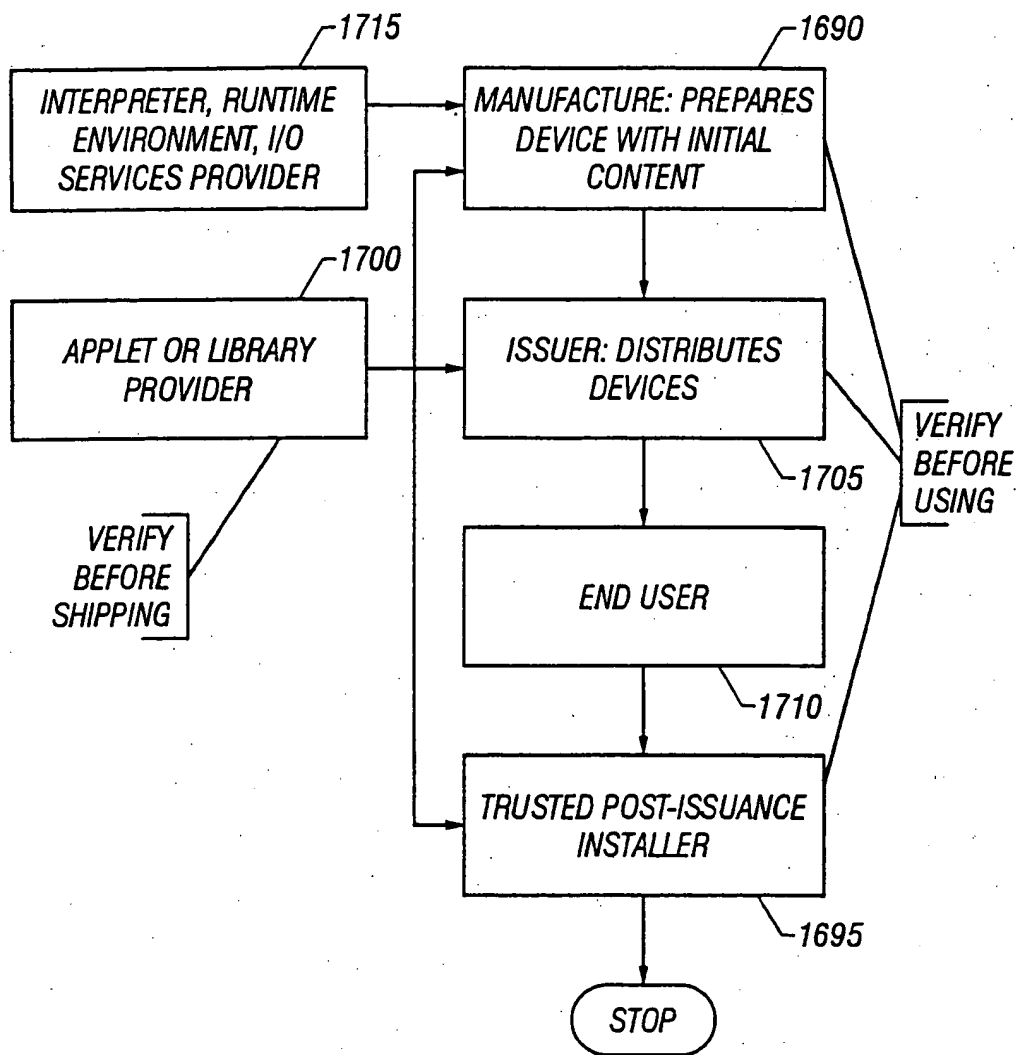 1715
INTERPRETER, RUNTIME
ENVIRONMENT, I/O
SERVICES PROVIDER
1690
MANUFACTURE: PREPARES
DEVICE WITH INITIAL
CONTENT
1700
APPLET OR LIBRARY
PROVIDER
ISSUER: DISTRIBUTES
DEVICES
1705
VERIFY
BEFORE
USING
VERIFY
BEFORE
SHIPPING
END USER
1710
TRUSTED POST-ISSUANCE
INSTALLER
1695
STOP